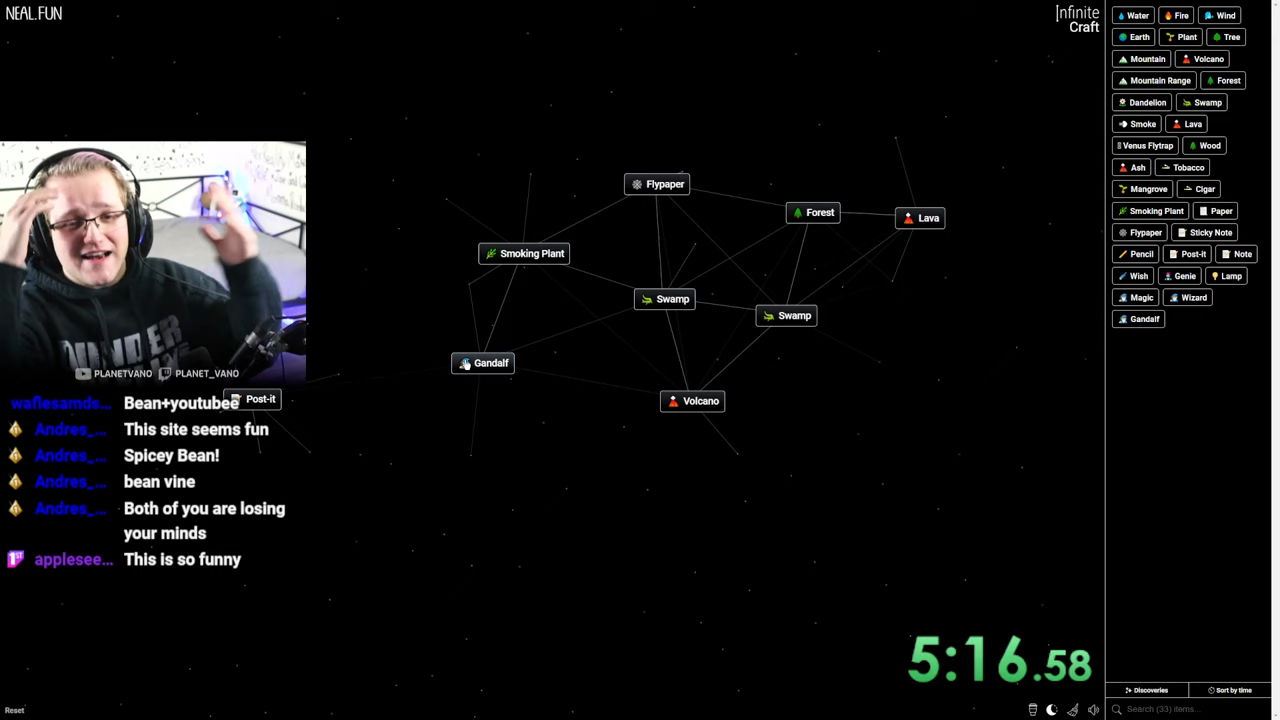 NEAL.FUN
Infinite
Craft
Water Fire Wind
Earth Plant Tree
Mountain Volcano
Mountain Range Forest
Dandelion Swamp
Smoke Lava
Venus Flytrap Wood
Ash Tobacco
Mangrove Cigar
Smoking Plant Paper
Flypaper Sticky Note
Pencil Post-it Note
Wish Genie Lamp
Magic Wizard
Gandalf
Flypaper
Forest
Lava
Smoking Plant
Swamp
Swamp
Gandalf
Volcano
Post-it
PLANETVANO PLANET_VANO
waflesamds... Bean+youtubee
Andres_... This site seems fun
Andres_... Spicey Bean!
Andres_... bean vine
Andres_... Both of you are losing
your minds
1ST applesee... This is so funny
5:16.58
Reset
Discoveries Sort by time
Search (33) items...